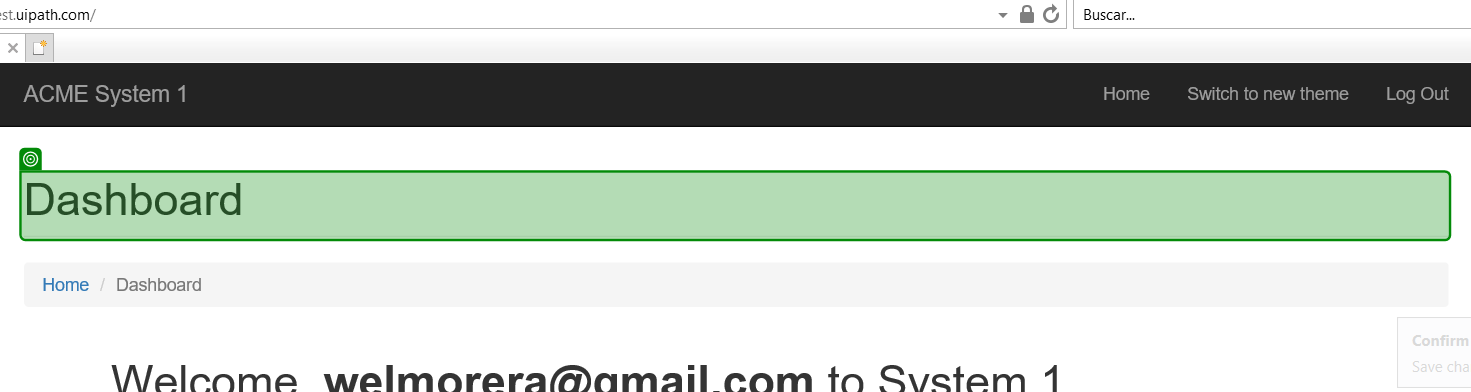 est.uipath.com/
Buscar...
ACME System 1 Home Switch to new theme Log Out
Dashboard
Home / Dashboard
Confirm
Save cha
Welcome, welmorera@gmail.com to System 1